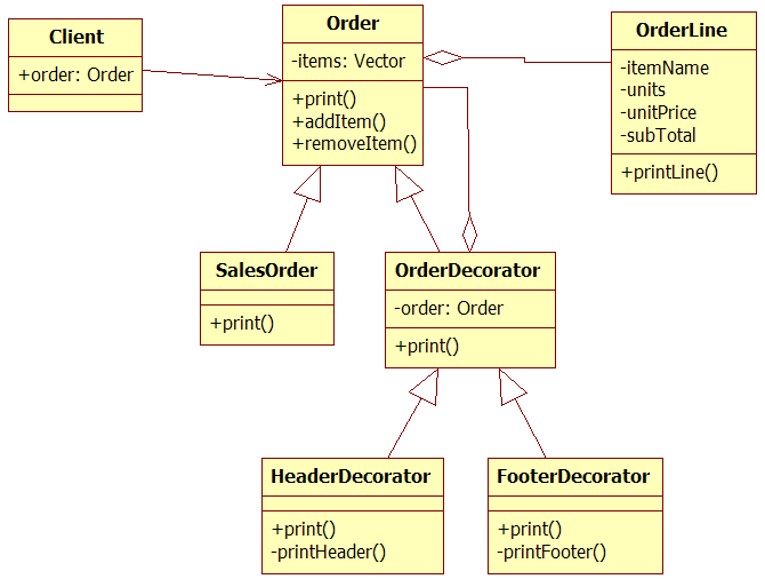 Client
+order: Order
Order
-items: Vector
+print()
+addItem()
+removeItem()
OrderLine
-itemName
-units
-unitPrice
-subTotal
+printLine()
SalesOrder
+print()
OrderDecorator
-order: Order
+print()
HeaderDecorator
+print()
-printHeader()
FooterDecorator
+print()
-printFooter()